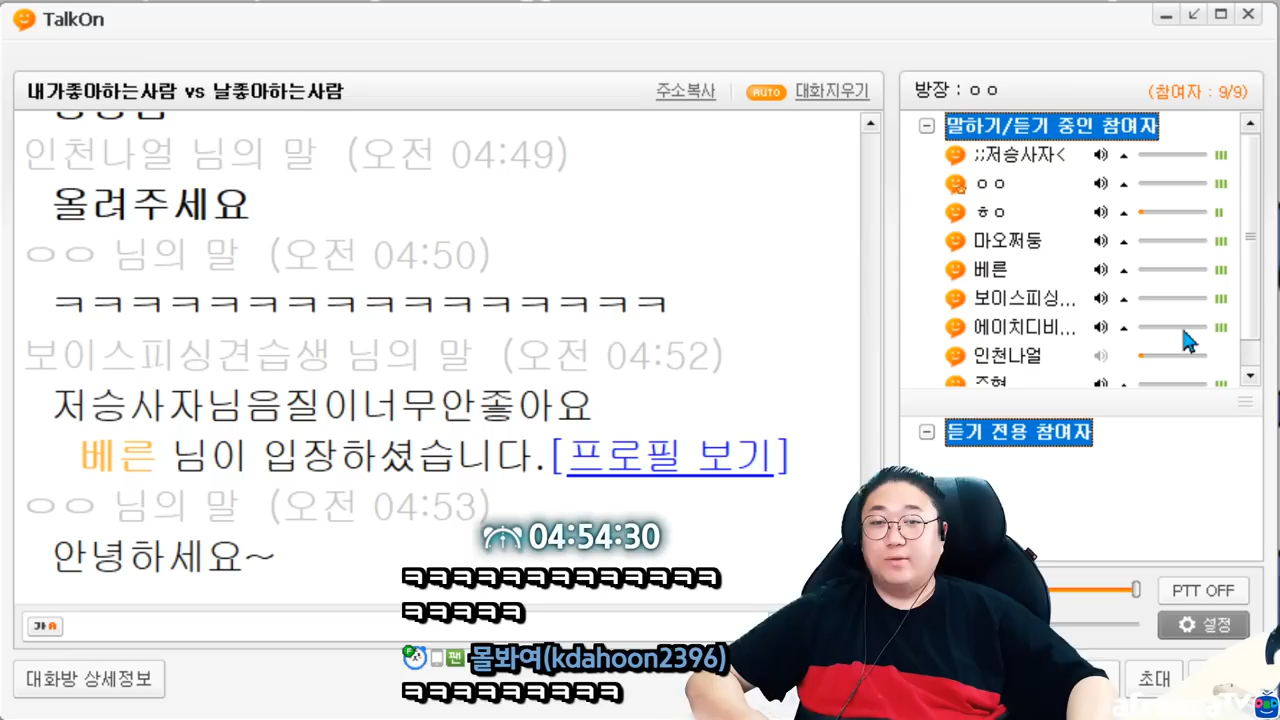 TalkOn
내가좋아하는사람 vs 날좋아하는사람
주소복사
AUTO
대화지우기
인천나얼 님의 말 (오전 04:49)
올려주세요
ㅇㅇ 님의 말 (오전 04:50)
ㅋㅋㅋㅋㅋㅋㅋㅋㅋㅋㅋㅋㅋㅋㅋㅋ
보이스피싱견습생 님의 말 (오전 04:52)
저승사자님음질이너무안좋아요
베른 님이 입장하셨습니다.[프로필 보기]
ㅇㅇ 님의 말 (오전 04:53)
안녕하세요~
가
대화방 상세정보
방장 : ㅇㅇ
(참여자 : 9/9)
말하기/듣기 중인 참여자
;;저승사자<
ㅇㅇ
ㅎㅇ
마오쩌둥
베른
보이스피싱...
에이치디비...
인천나얼
주현
듣기 전용 참여자
PTT OFF
설정
초대
04:54:30
ㅋㅋㅋㅋㅋㅋㅋㅋㅋㅋㅋㅋㅋ
ㅋㅋㅋㅋㅋ
팬 몰봐여(kdahoon2396)
ㅋㅋㅋㅋㅋㅋㅋㅋㅋ